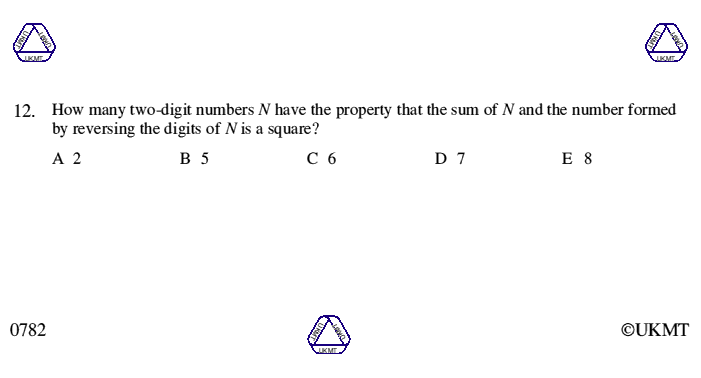 UKMT UKMT UKMT
UKMT UKMT UKMT
12. How many two-digit numbers N have the property that the sum of N and the number formed
by reversing the digits of N is a square?
A 2 B 5 C 6 D 7 E 8
0782
UKMT UKMT UKMT
©UKMT